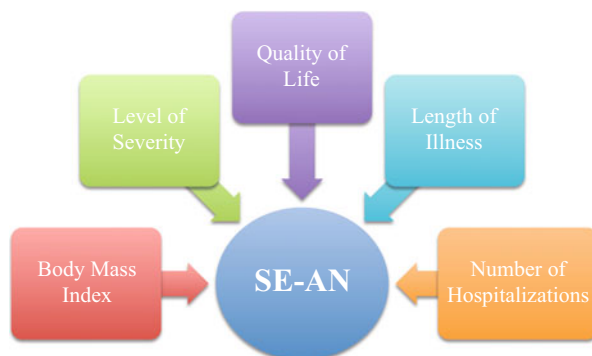 Quality of
Life
Level of
Severity
Length of
Illness
Body Mass
Index
SE-AN
Number of
Hospitalizations